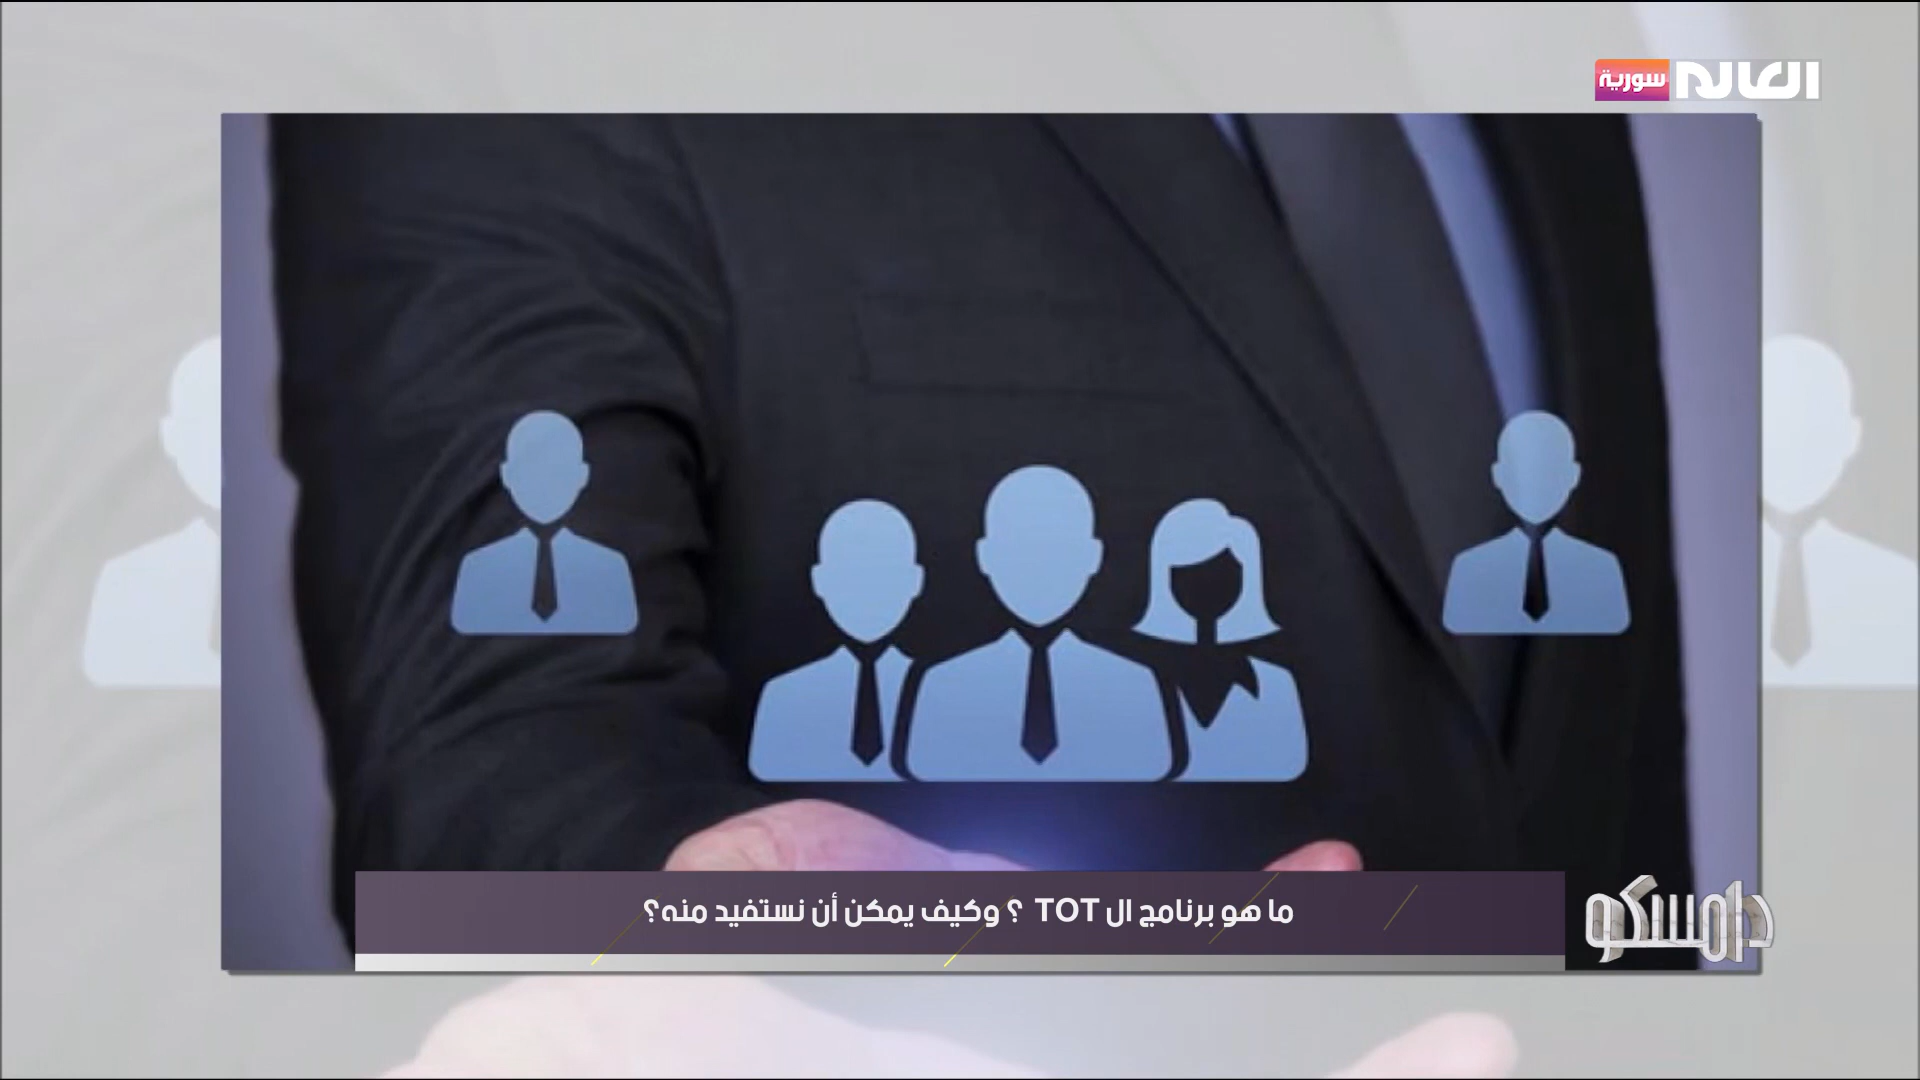 العالم سورية
ما هو برنامج ال TOT ؟ وكيف يمكن أن نستفيد منه؟
دامسكو